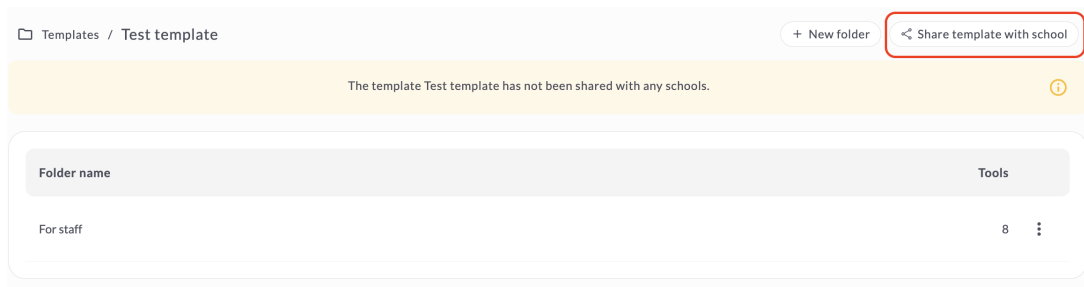 Templates / Test template
+ New folder
Share template with school
The template Test template has not been shared with any schools.
Folder name Tools
For staff 8